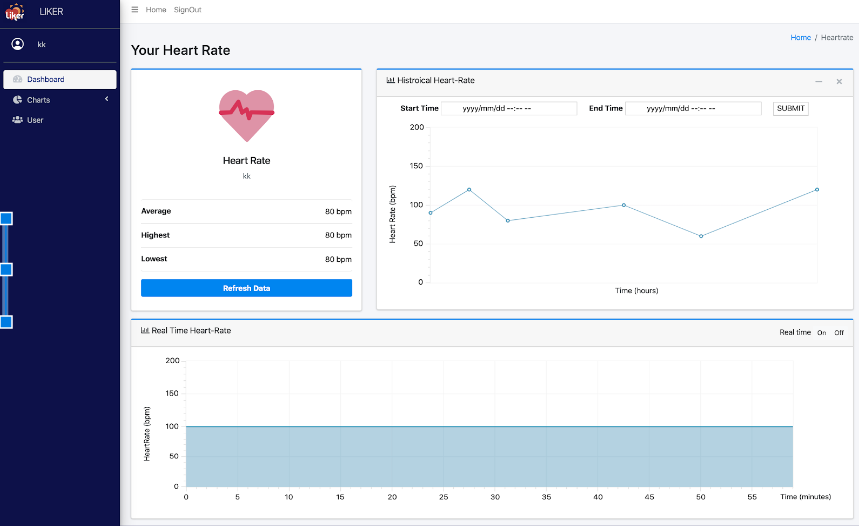 Liker
LIKER
Home SignOut
kk
Home / Heartrate
Your Heart Rate
Dashboard
Charts
User
Heart Rate
kk
Average 80 bpm
Highest 80 bpm
Lowest 80 bpm
Refresh Data
Histroical Heart-Rate
Start Time yyyy/mm/dd --:-- -- End Time yyyy/mm/dd --:-- -- SUBMIT
200
150
100
50
0
Heart Rate (bpm)
Time (hours)
Real Time Heart-Rate
Real time On Off
200
150
100
50
0
HeartRate (bpm)
0 5 10 15 20 25 30 35 40 45 50 55 Time (minutes)